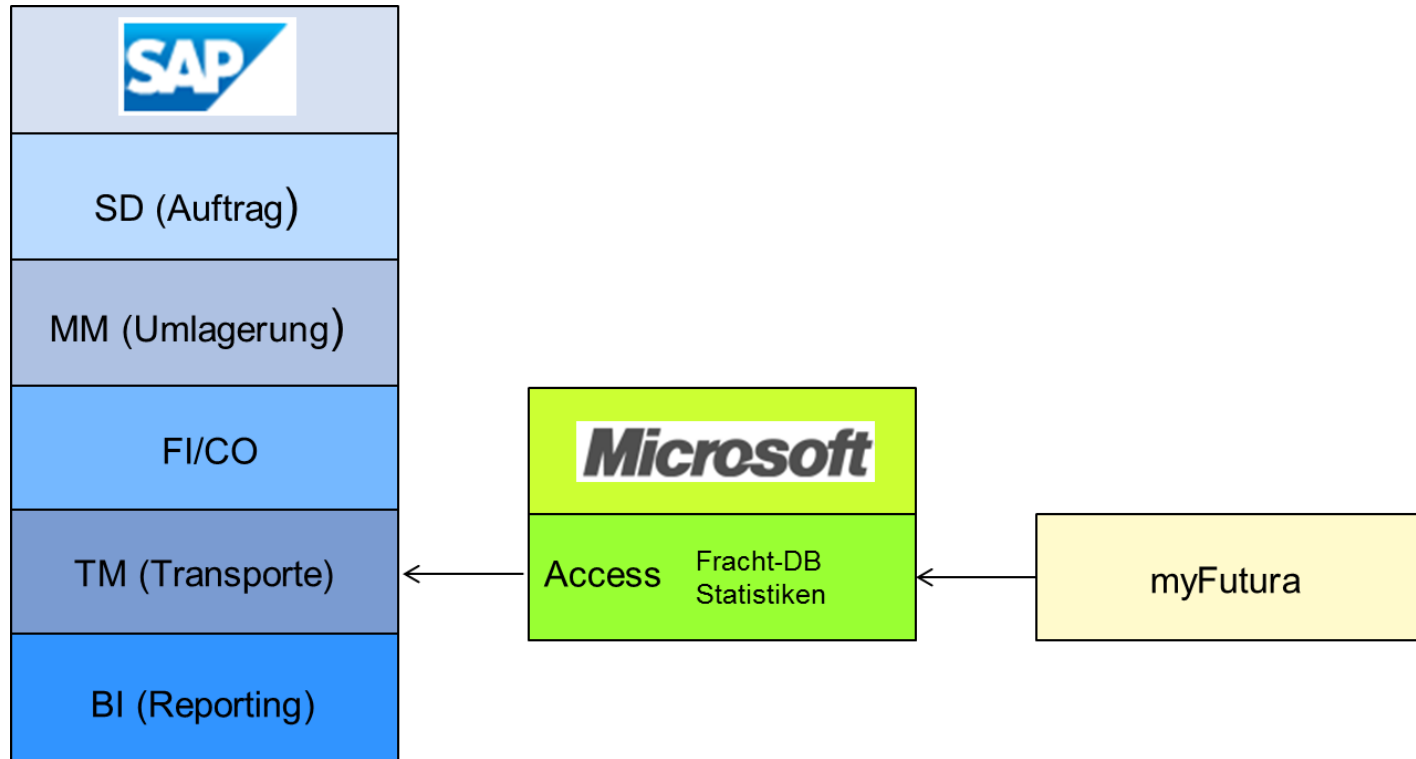 SAP
SD (Auftrag)
MM (Umlagerung)
FI/CO
TM (Transporte)
BI (Reporting)
Microsoft
Access
Fracht-DB
Statistiken
myFutura